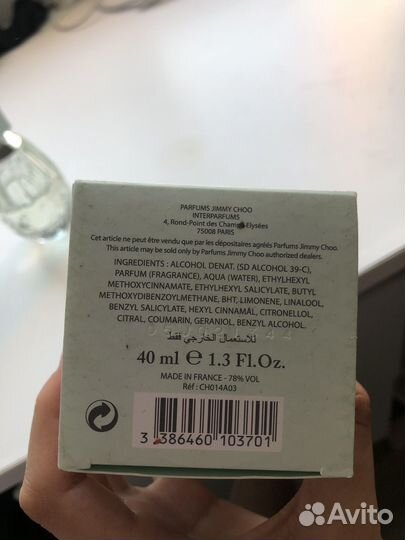 PARFUMS JIMMY CHOO
INTERPARFUMS
4, Rond-Point des Champs-Elysées
75008 PARIS
Cet article ne peut être vendu que par les dépositaires agréés Parfums Jimmy Choo.
This article may be sold only by Parfums Jimmy Choo authorized dealers.
INGREDIENTS : ALCOHOL DENAT. (SD ALCOHOL 39-C),
PARFUM (FRAGRANCE), AQUA (WATER), ETHYLHEXYL
METHOXYCINNAMATE, ETHYLHEXYL SALICYLATE, BUTYL
METHOXYDIBENZOYLMETHANE, BHT, LIMONENE, LINALOOL,
BENZYL SALICYLATE, HEXYL CINNAMAL, CITRONELLOL,
CITRAL, COUMARIN, GERANIOL, BENZYL ALCOHOL.
للاستعمال الخارجي فقط
40 ml e 1.3 Fl.Oz.
MADE IN FRANCE - 78% VOL
Réf : CH014A03
3 386460 103701
Avito